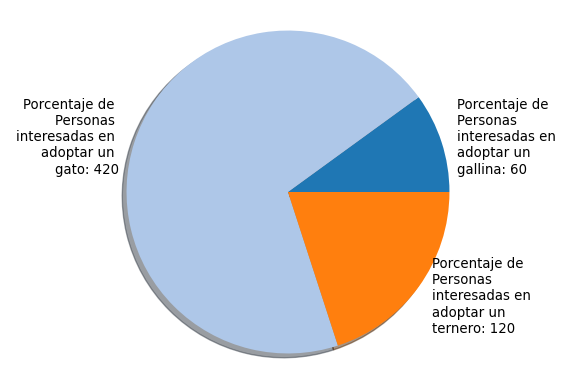 Porcentaje de
Personas
interesadas en
adoptar un
gato: 420
Porcentaje de
Personas
interesadas en
adoptar un
gallina: 60
Porcentaje de
Personas
interesadas en
adoptar un
ternero: 120